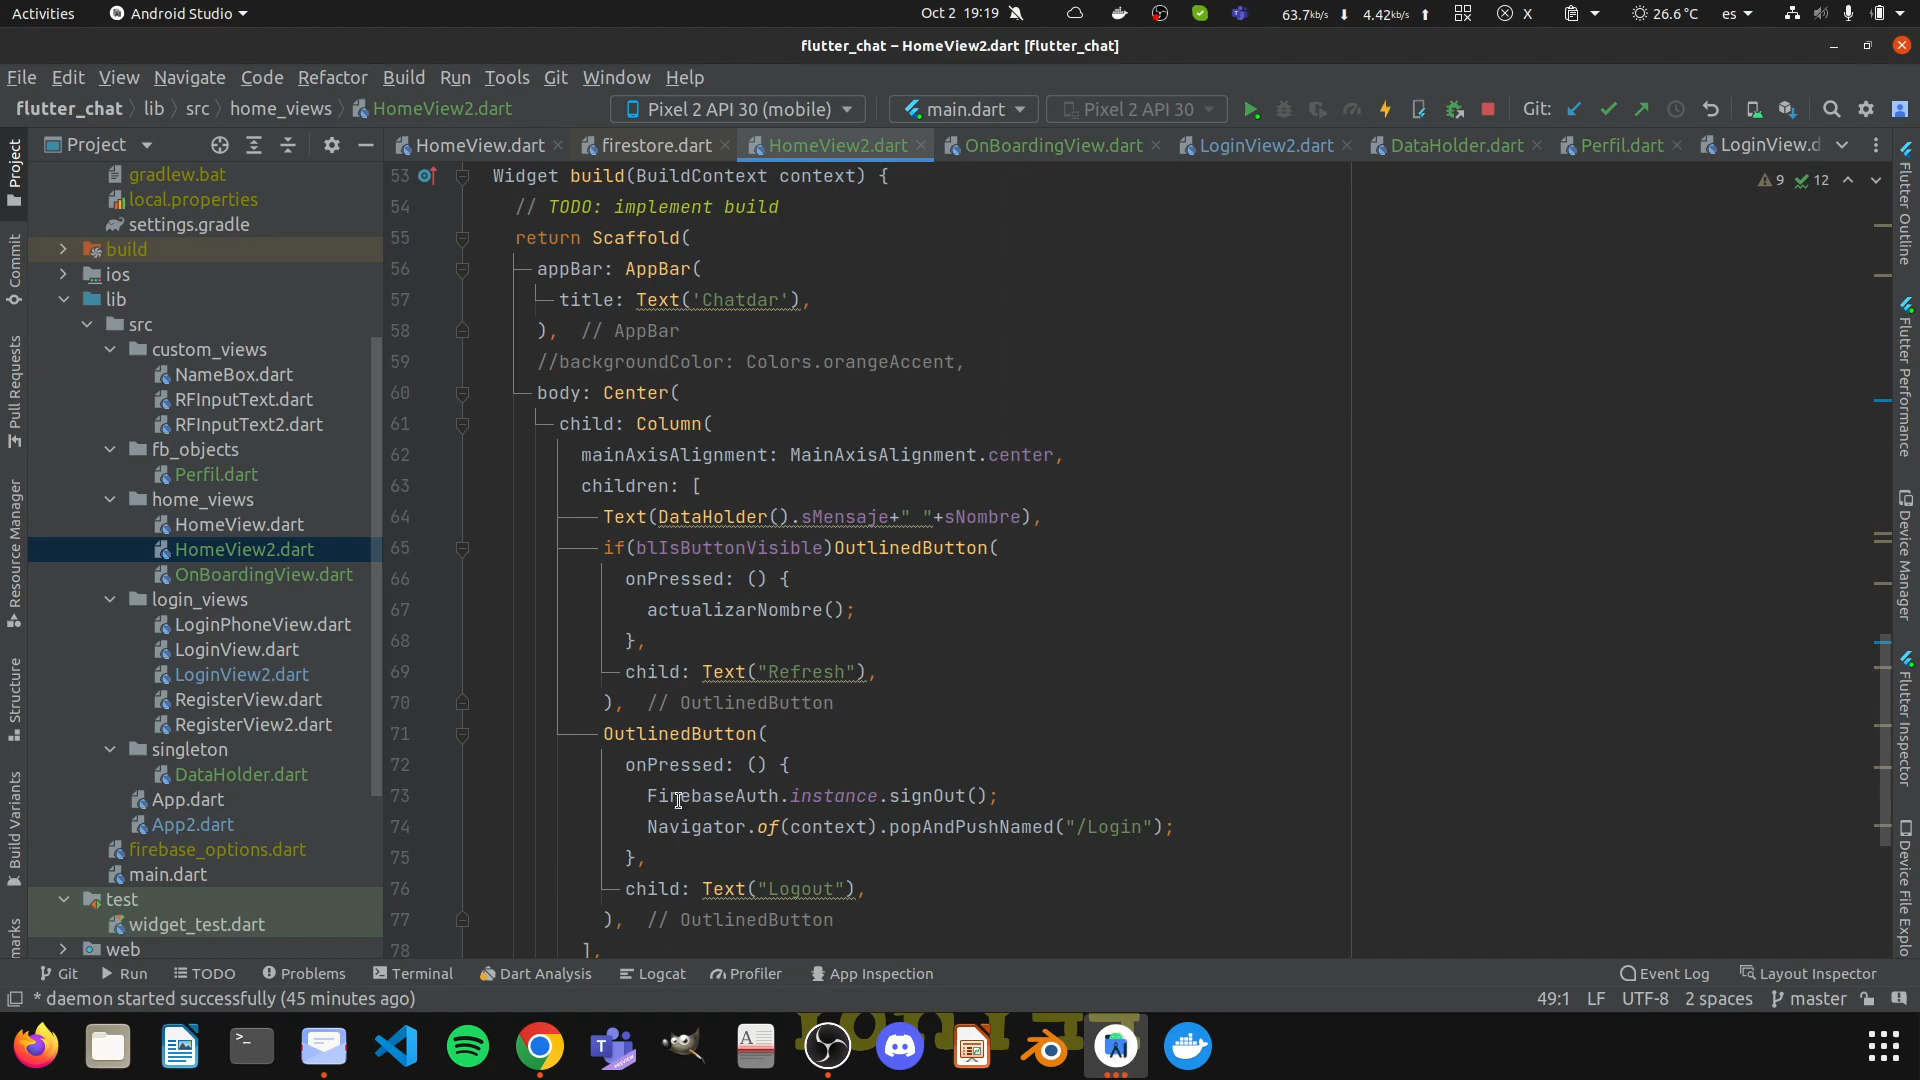 Activities
Android Studio
Oct 2 19:19
63.7kb/s
4.42kb/s
X
26.6°C
es
flutter_chat – HomeView2.dart [flutter_chat]
File Edit View Navigate Code Refactor Build Run Tools Git Window Help
flutter_chat lib src home_views HomeView2.dart
Pixel 2 API 30 (mobile)
main.dart
Pixel 2 API 30
Git:
Project
HomeView.dart
firestore.dart
HomeView2.dart
OnBoardingView.dart
LoginView2.dart
DataHolder.dart
Perfil.dart
LoginView.d
Project
Commit
Pull Requests
Resource Manager
Structure
Build Variants
marks
gradlew.bat
local.properties
settings.gradle
build
ios
lib
src
custom_views
NameBox.dart
RFInputText.dart
RFInputText2.dart
fb_objects
Perfil.dart
home_views
HomeView.dart
HomeView2.dart
OnBoardingView.dart
login_views
LoginPhoneView.dart
LoginView.dart
LoginView2.dart
RegisterView.dart
RegisterView2.dart
singleton
DataHolder.dart
App.dart
App2.dart
firebase_options.dart
main.dart
test
widget_test.dart
web
9 12
53 Widget build(BuildContext context) {
54 // TODO: implement build
55 return Scaffold(
56 appBar: AppBar(
57 title: Text('Chatdar'),
58 ), // AppBar
59 //backgroundColor: Colors.orangeAccent,
60 body: Center(
61 child: Column(
62 mainAxisAlignment: MainAxisAlignment.center,
63 children: [
64 Text(DataHolder().sMensaje+" "+sNombre),
65 if(blIsButtonVisible)OutlinedButton(
66 onPressed: () {
67 actualizarNombre();
68 },
69 child: Text("Refresh"),
70 ), // OutlinedButton
71 OutlinedButton(
72 onPressed: () {
73 FirebaseAuth.instance.signOut();
74 Navigator.of(context).popAndPushNamed("/Login");
75 },
76 child: Text("Logout"),
77 ), // OutlinedButton
78 ],
Flutter Outline
Flutter Performance
Device Manager
Flutter Inspector
Device File Explo
Git Run TODO Problems Terminal Dart Analysis Logcat Profiler App Inspection
Event Log Layout Inspector
* daemon started successfully (45 minutes ago)
49:1 LF UTF-8 2 spaces master